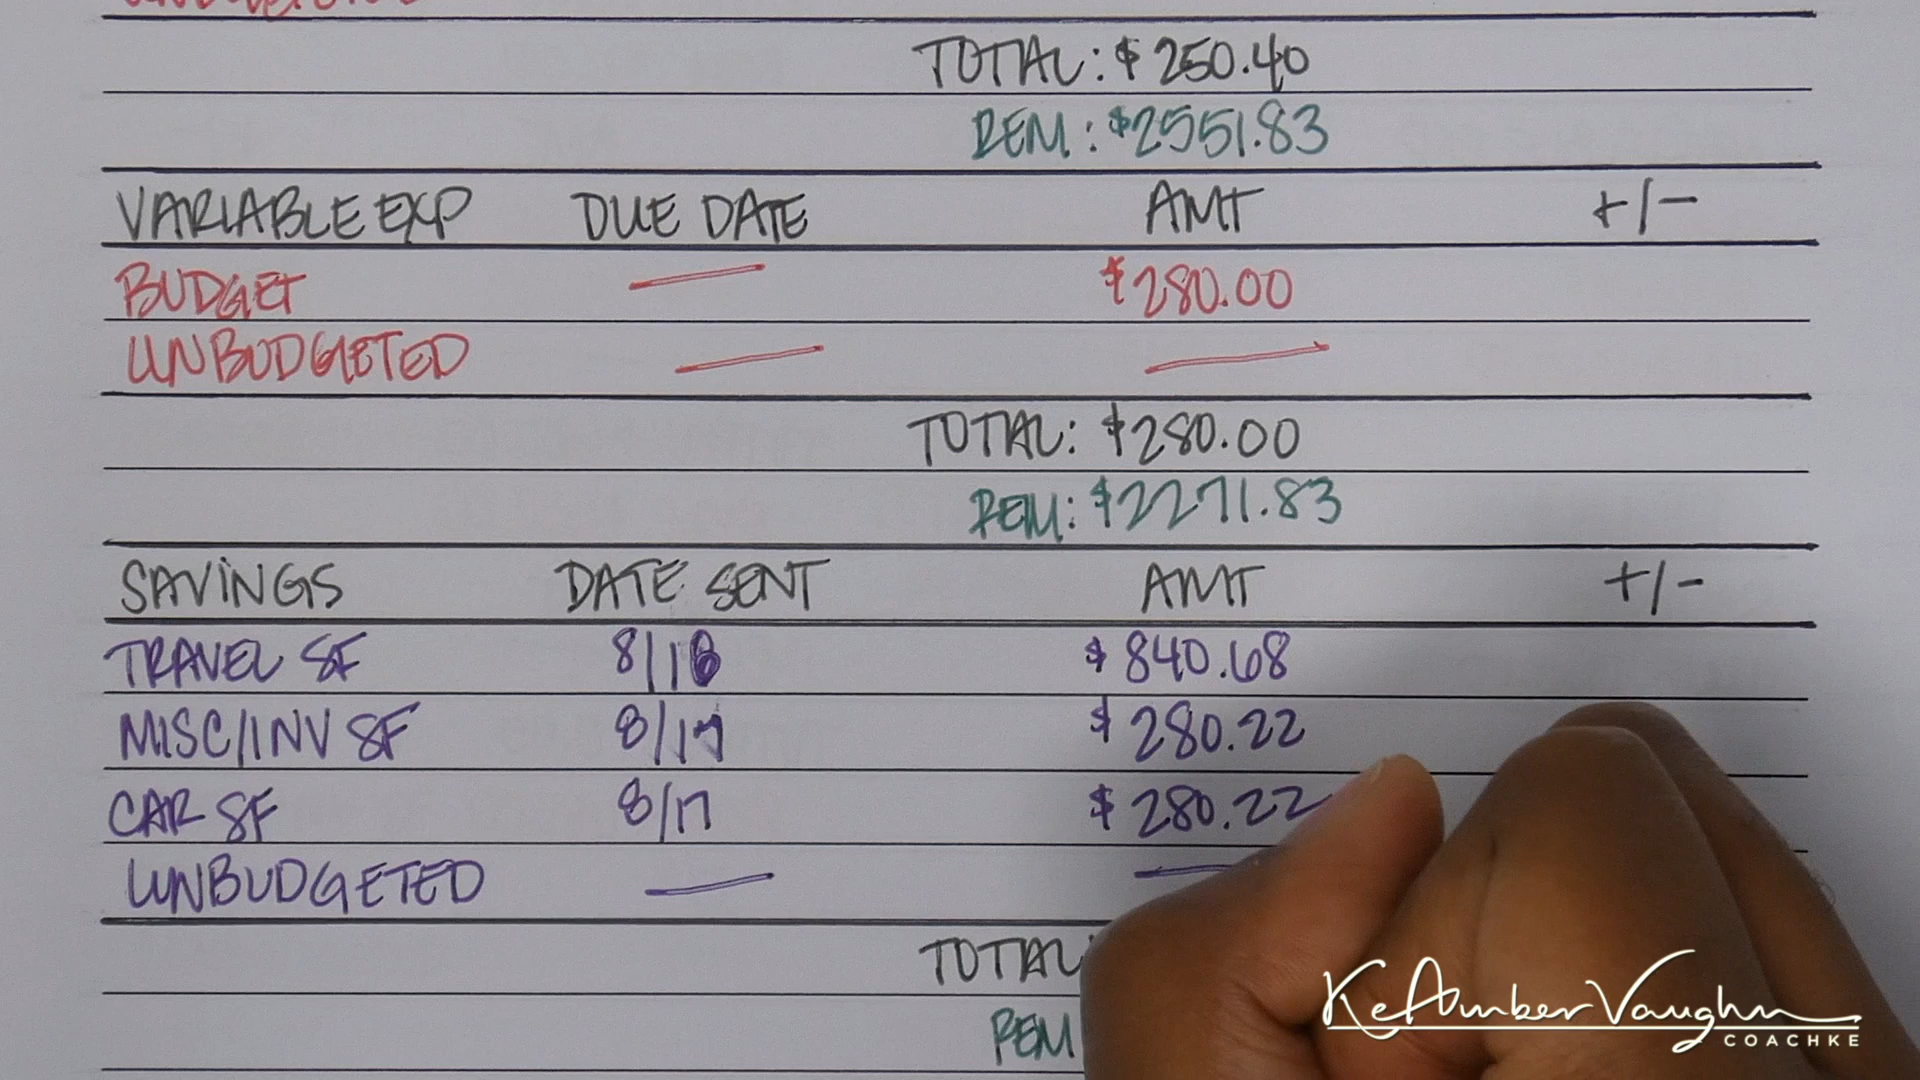 TOTAL: $250.40
REM: $2551.83
VARIABLE EXP DUE DATE AMT +/-
BUDGET — $280.00
UNBUDGETED — —
TOTAL: $280.00
REM: $2271.83
SAVINGS DATE SENT AMT +/-
TRAVEL SF 8/16 $840.68
MISC/INV SF 8/17 $280.22
CAR SF 8/17 $280.22
UNBUDGETED — —
TOTAL
REM
KeAmber Vaughn
COACHKE